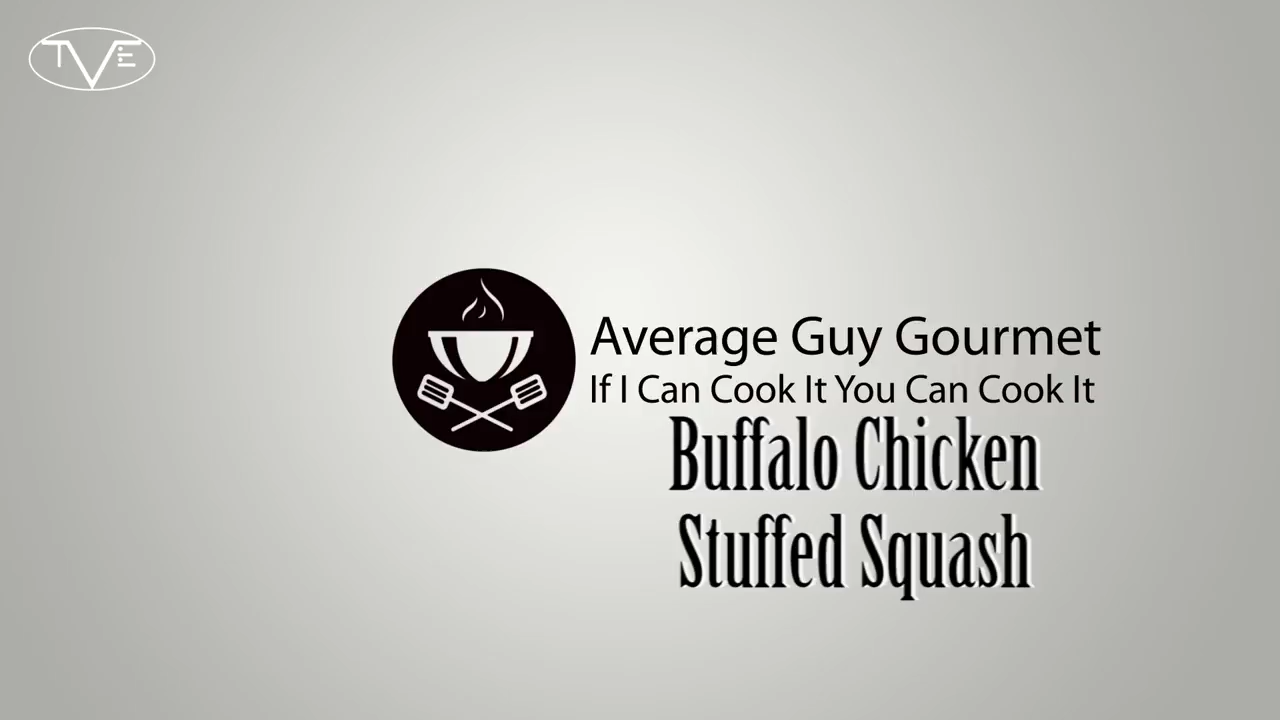 TVE
Average Guy Gourmet
If I Can Cook It You Can Cook It
Buffalo Chicken
Stuffed Squash